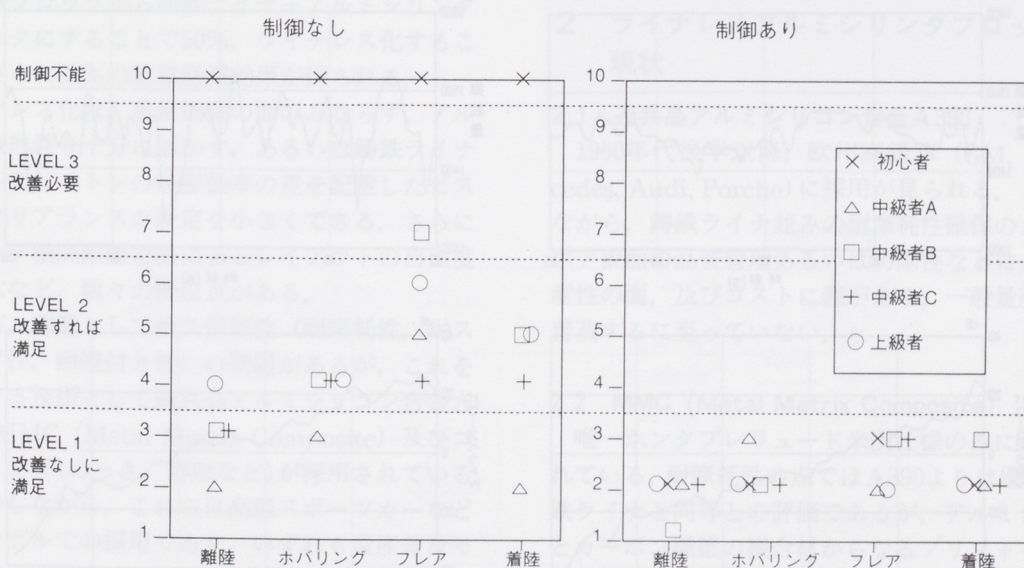 制御なし
制御不能
10
9
LEVEL 3
改善必要
8
7
6
LEVEL 2
改善すれば
満足
5
4
LEVEL 1
改善なしに
満足
3
2
1
離陸 ホバリング フレア 着陸
制御あり
10
9
8
7
6
5
4
3
2
1
× 初心者
△ 中級者A
□ 中級者B
+ 中級者C
○ 上級者
離陸 ホバリング フレア 着陸